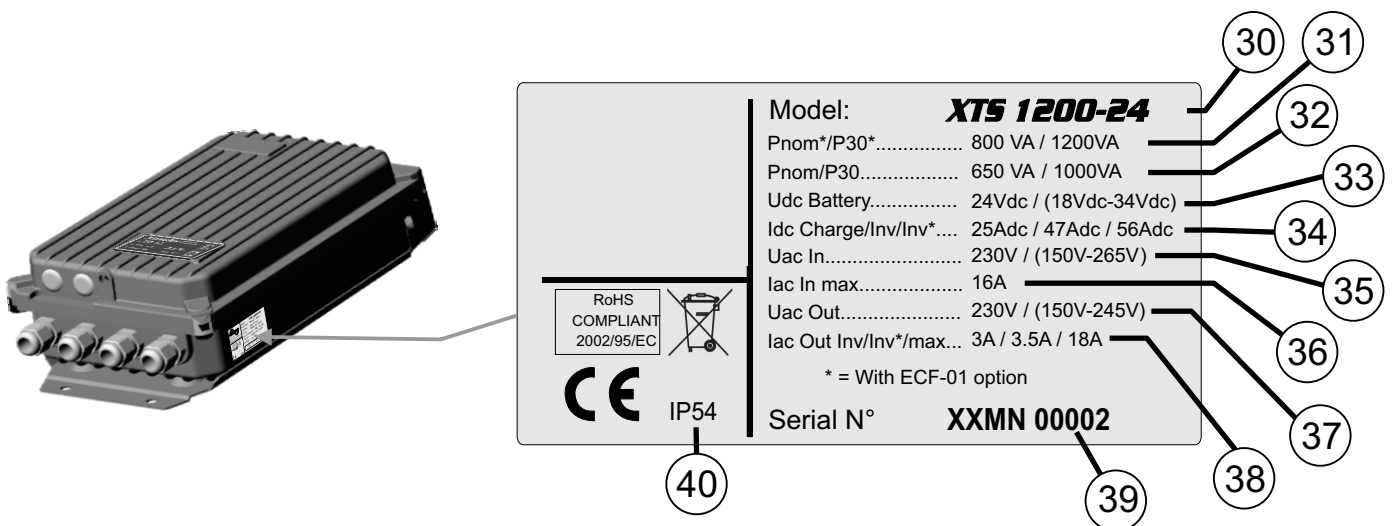 30
31
Model: XTS 1200-24
32
Pnom*/P30*................ 800 VA / 1200VA
Pnom/P30................ 650 VA / 1000VA
33
Udc Battery................ 24Vdc / (18Vdc-34Vdc)
Idc Charge/Inv/Inv*.... 25Adc / 47Adc / 56Adc
34
Uac In....................... 230V / (150V-265V)
Iac In max................. 16A
35
Uac Out.................... 230V / (150V-245V)
Iac Out Inv/Inv*/max... 3A / 3.5A / 18A
36
* = With ECF-01 option
RoHS
COMPLIANT
2002/95/EC
CE
IP54
Serial N° XXMN 00002
37
38
39
40